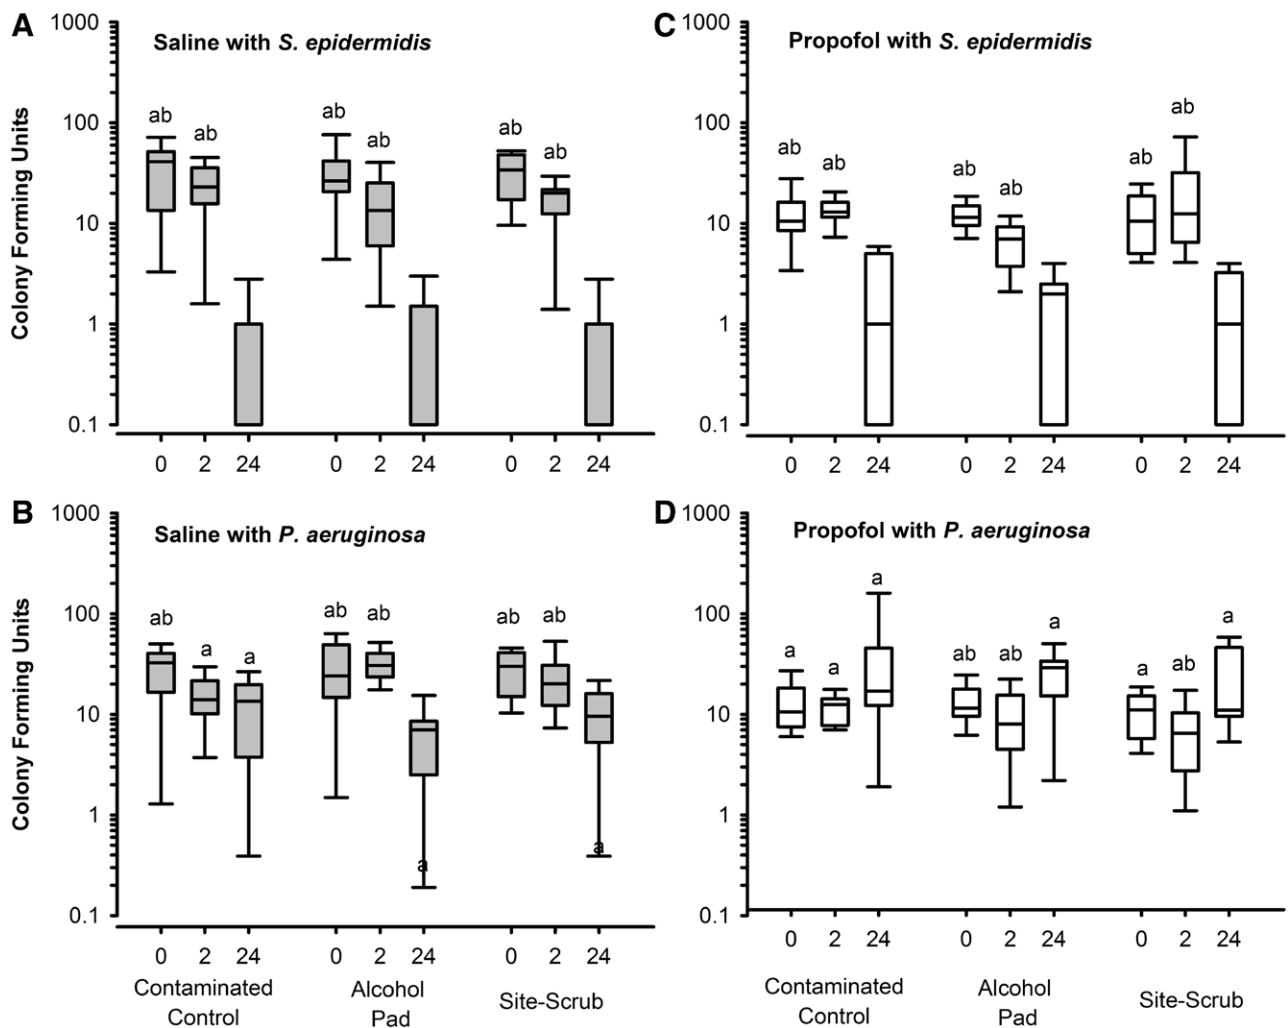 A
Saline with S. epidermidis
Colony Forming Units
1000
100
10
1
0.1
ab
ab
ab
ab
ab
ab
0 2 24 0 2 24 0 2 24
C
Propofol with S. epidermidis
1000
100
10
1
0.1
ab
ab
ab
ab
ab
ab
0 2 24 0 2 24 0 2 24
B
Saline with P. aeruginosa
Colony Forming Units
1000
100
10
1
0.1
ab
a
a
ab
ab
a
ab
ab
a
0 2 24 0 2 24 0 2 24
Contaminated
Control
Alcohol
Pad
Site-Scrub
D
Propofol with P. aeruginosa
1000
100
10
1
0.1
a
a
a
ab
ab
a
a
ab
a
0 2 24 0 2 24 0 2 24
Contaminated
Control
Alcohol
Pad
Site-Scrub